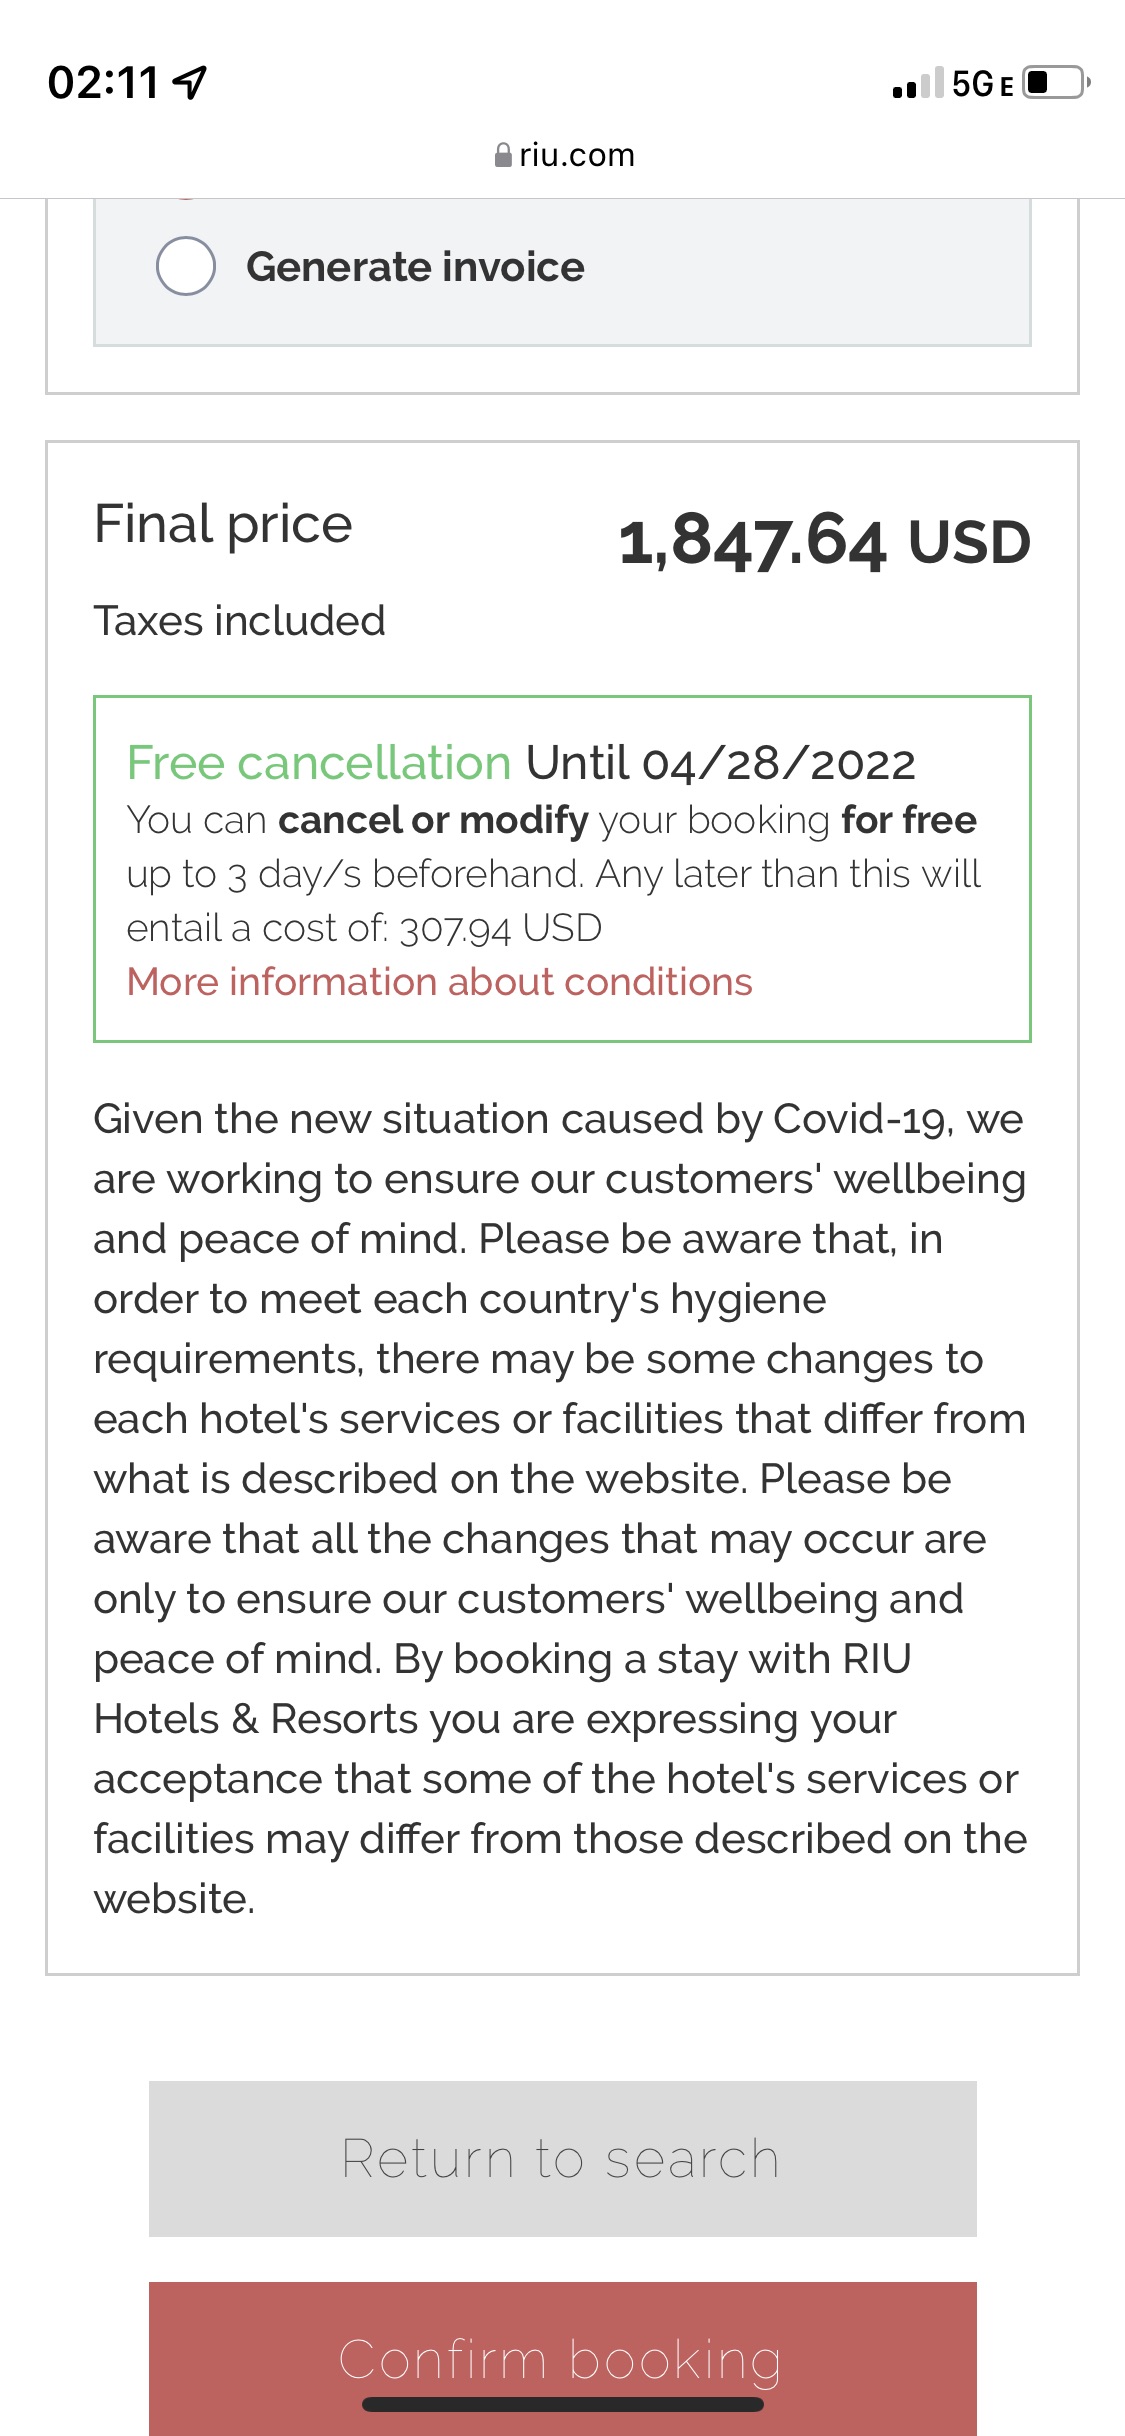 02:11
5G E
riu.com
Generate invoice
Final price
1,847.64 USD
Taxes included
Free cancellation Until 04/28/2022
You can cancel or modify your booking for free
up to 3 day/s beforehand. Any later than this will
entail a cost of: 307.94 USD
More information about conditions
Given the new situation caused by Covid-19, we
are working to ensure our customers' wellbeing
and peace of mind. Please be aware that, in
order to meet each country's hygiene
requirements, there may be some changes to
each hotel's services or facilities that differ from
what is described on the website. Please be
aware that all the changes that may occur are
only to ensure our customers' wellbeing and
peace of mind. By booking a stay with RIU
Hotels & Resorts you are expressing your
acceptance that some of the hotel's services or
facilities may differ from those described on the
website.
Return to search
Confirm booking